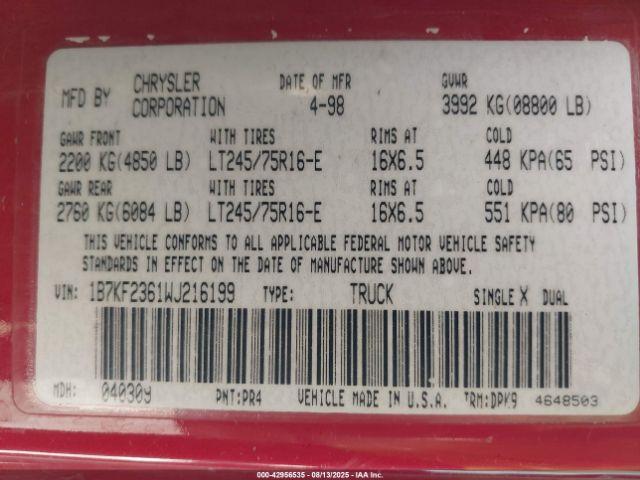 MFD BY CHRYSLER CORPORATION DATE OF MFR 4-98 GVWR 3992 KG(08800 LB)
GAWR FRONT WITH TIRES RIMS AT COLD
2200 KG(4850 LB) LT245/75R16-E 16X6.5 448 KPA(65 PSI)
GAWR REAR WITH TIRES RIMS AT COLD
2760 KG(6084 LB) LT245/75R16-E 16X6.5 551 KPA(80 PSI)
THIS VEHICLE CONFORMS TO ALL APPLICABLE FEDERAL MOTOR VEHICLE SAFETY
STANDARDS IN EFFECT ON THE DATE OF MANUFACTURE SHOWN ABOVE.
VIN: 1B7KF2361WJ216199 TYPE: TRUCK SINGLE X DUAL
MDH: 040309 PNT:PR4 VEHICLE MADE IN U.S.A. TRM:DPK9 4648503
000-42956535 - 08/13/2025 - IAA Inc.